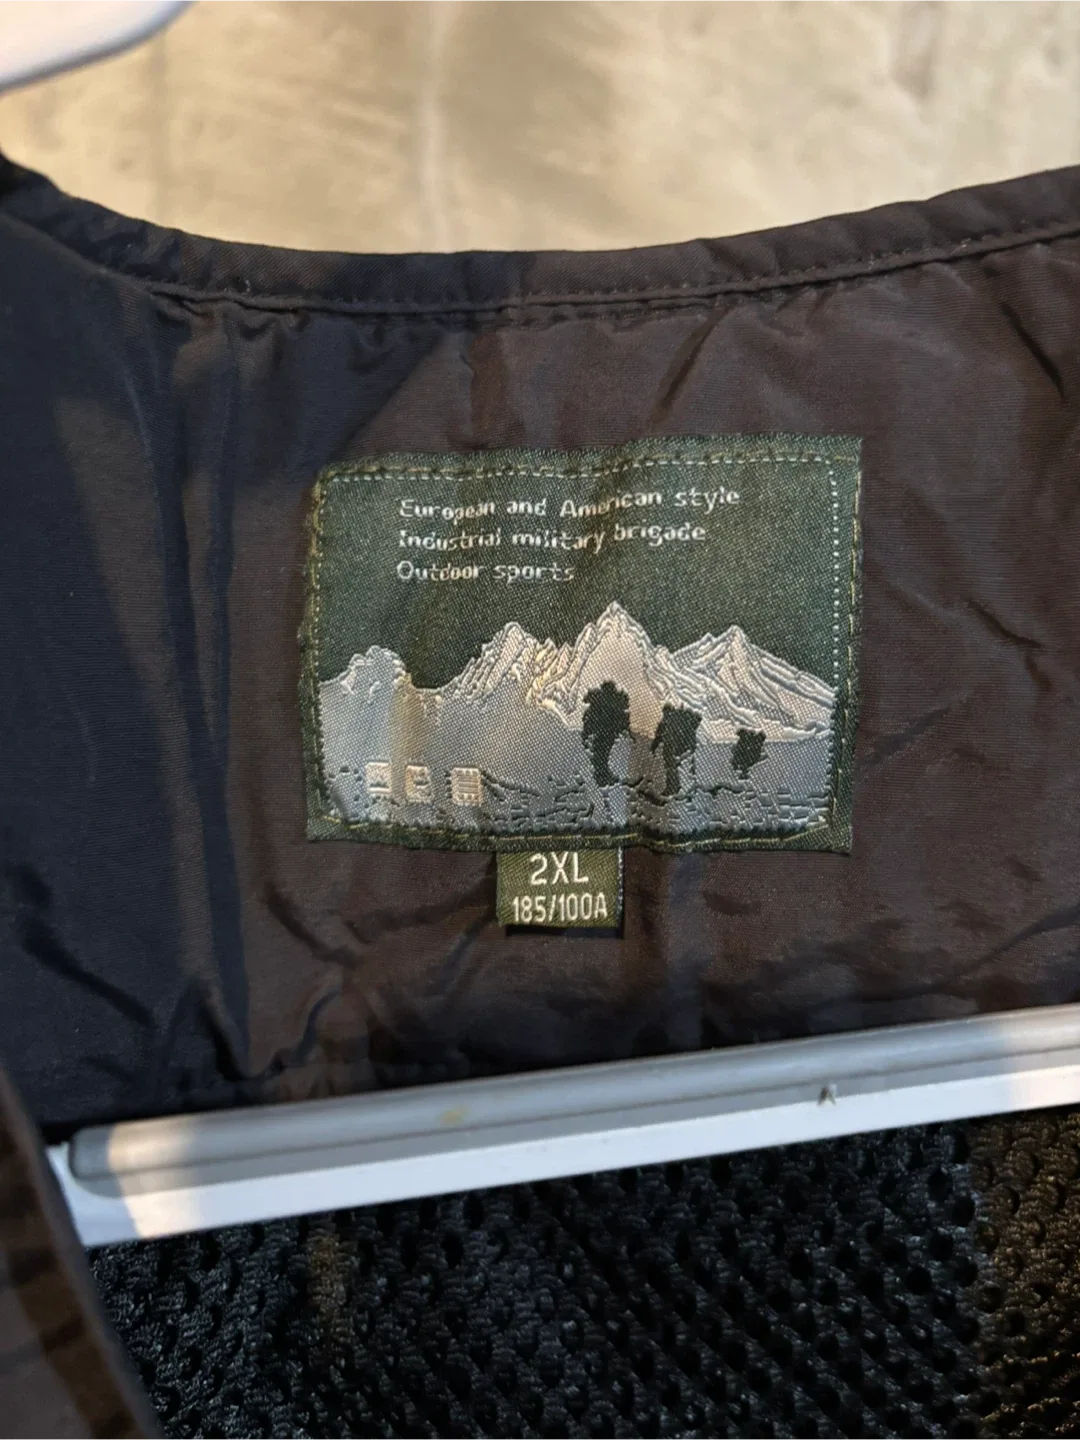 European and American style
Industrial military brigade
Outdoor sports
2XL
185/100A